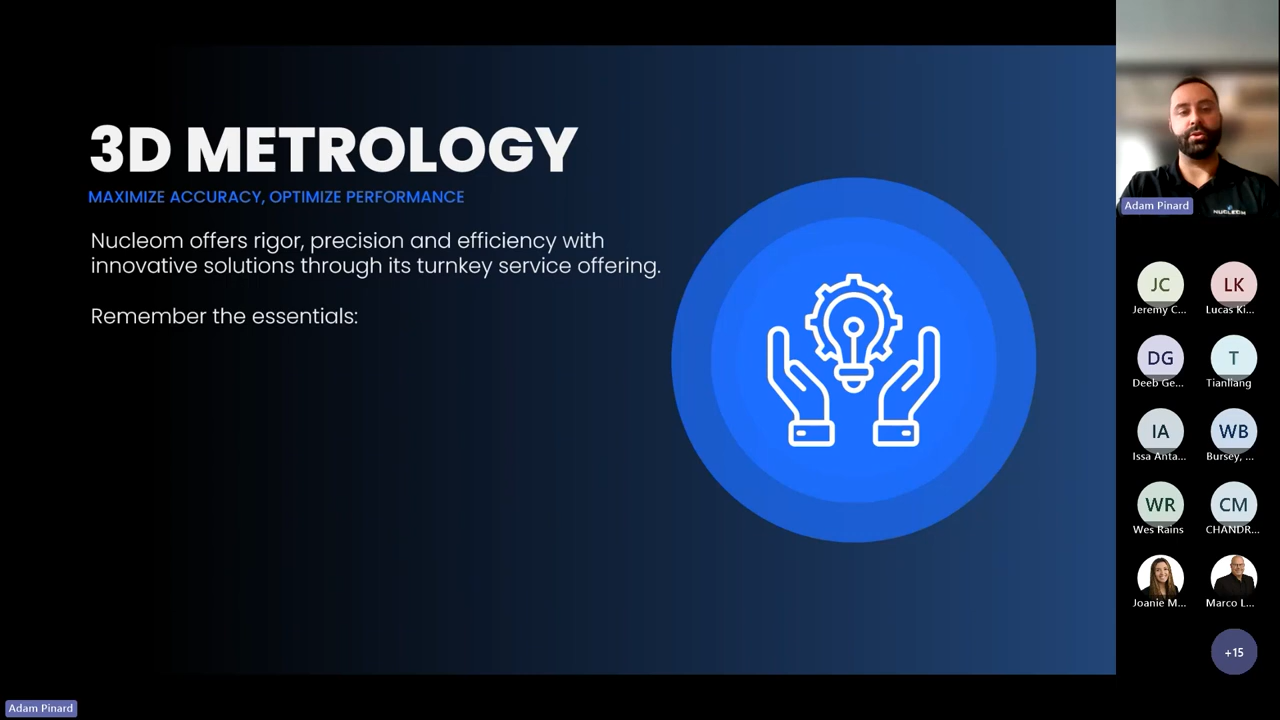 3D METROLOGY
MAXIMIZE ACCURACY, OPTIMIZE PERFORMANCE
Nucleom offers rigor, precision and efficiency with
innovative solutions through its turnkey service offering.
Remember the essentials:
NUCLEOM
Adam Pinard
JC
Jeremy C...
LK
Lucas Ki...
DG
Deeb Ge...
T
Tianliang
IA
Issa Anta...
WB
Bursey, ...
WR
Wes Rains
CM
CHANDR...
Joanie M...
Marco L...
+15
Adam Pinard